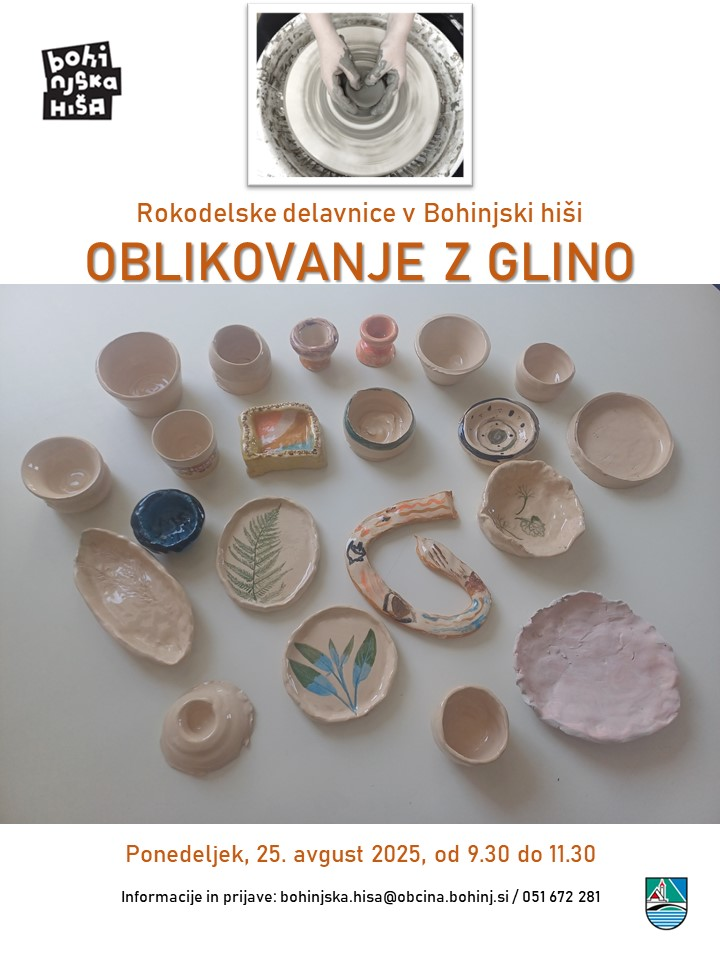 bohi
njska
HiŠA
Rokodelske delavnice v Bohinjski hiši
OBLIKOVANJE Z GLINO
Ponedeljek, 25. avgust 2025, od 9.30 do 11.30
Informacije in prijave: bohinjska.hisa@obcina.bohinj.si / 051 672 281